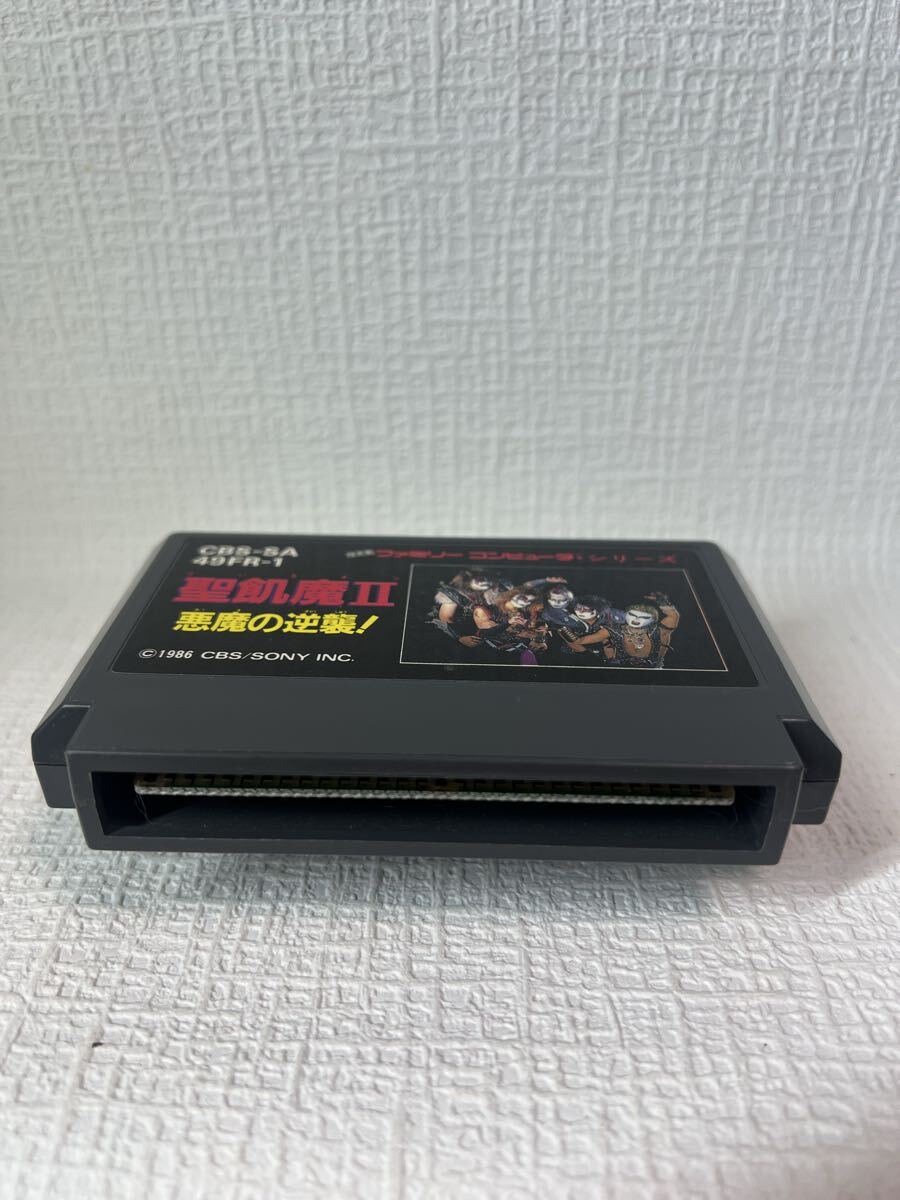 CBS-SA
49FR-1
ファミリー コンピュータ・シリーズ
聖飢魔II
悪魔の逆襲!
©1986 CBS/SONY INC.